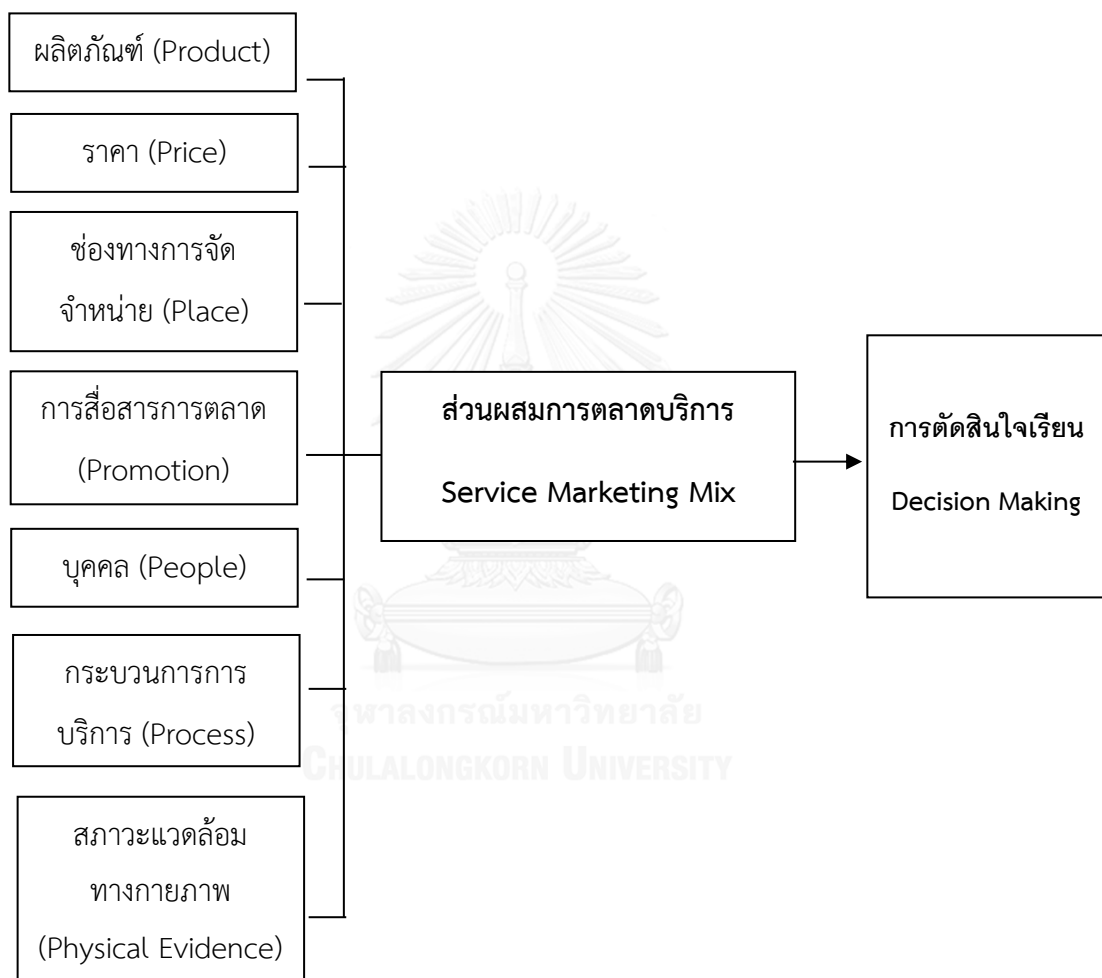 ผลิตภัณฑ์ (Product)
ราคา (Price)
ช่องทางการจัด
จำหน่าย (Place)
การสื่อสารการตลาด
(Promotion)
บุคคล (People)
กระบวนการการ
บริการ (Process)
สภาวะแวดล้อม
ทางกายภาพ
(Physical Evidence)
ส่วนผสมการตลาดบริการ
Service Marketing Mix
การตัดสินใจเรียน
Decision Making
จุฬาลงกรณ์มหาวิทยาลัย
CHULALONGKORN UNIVERSITY